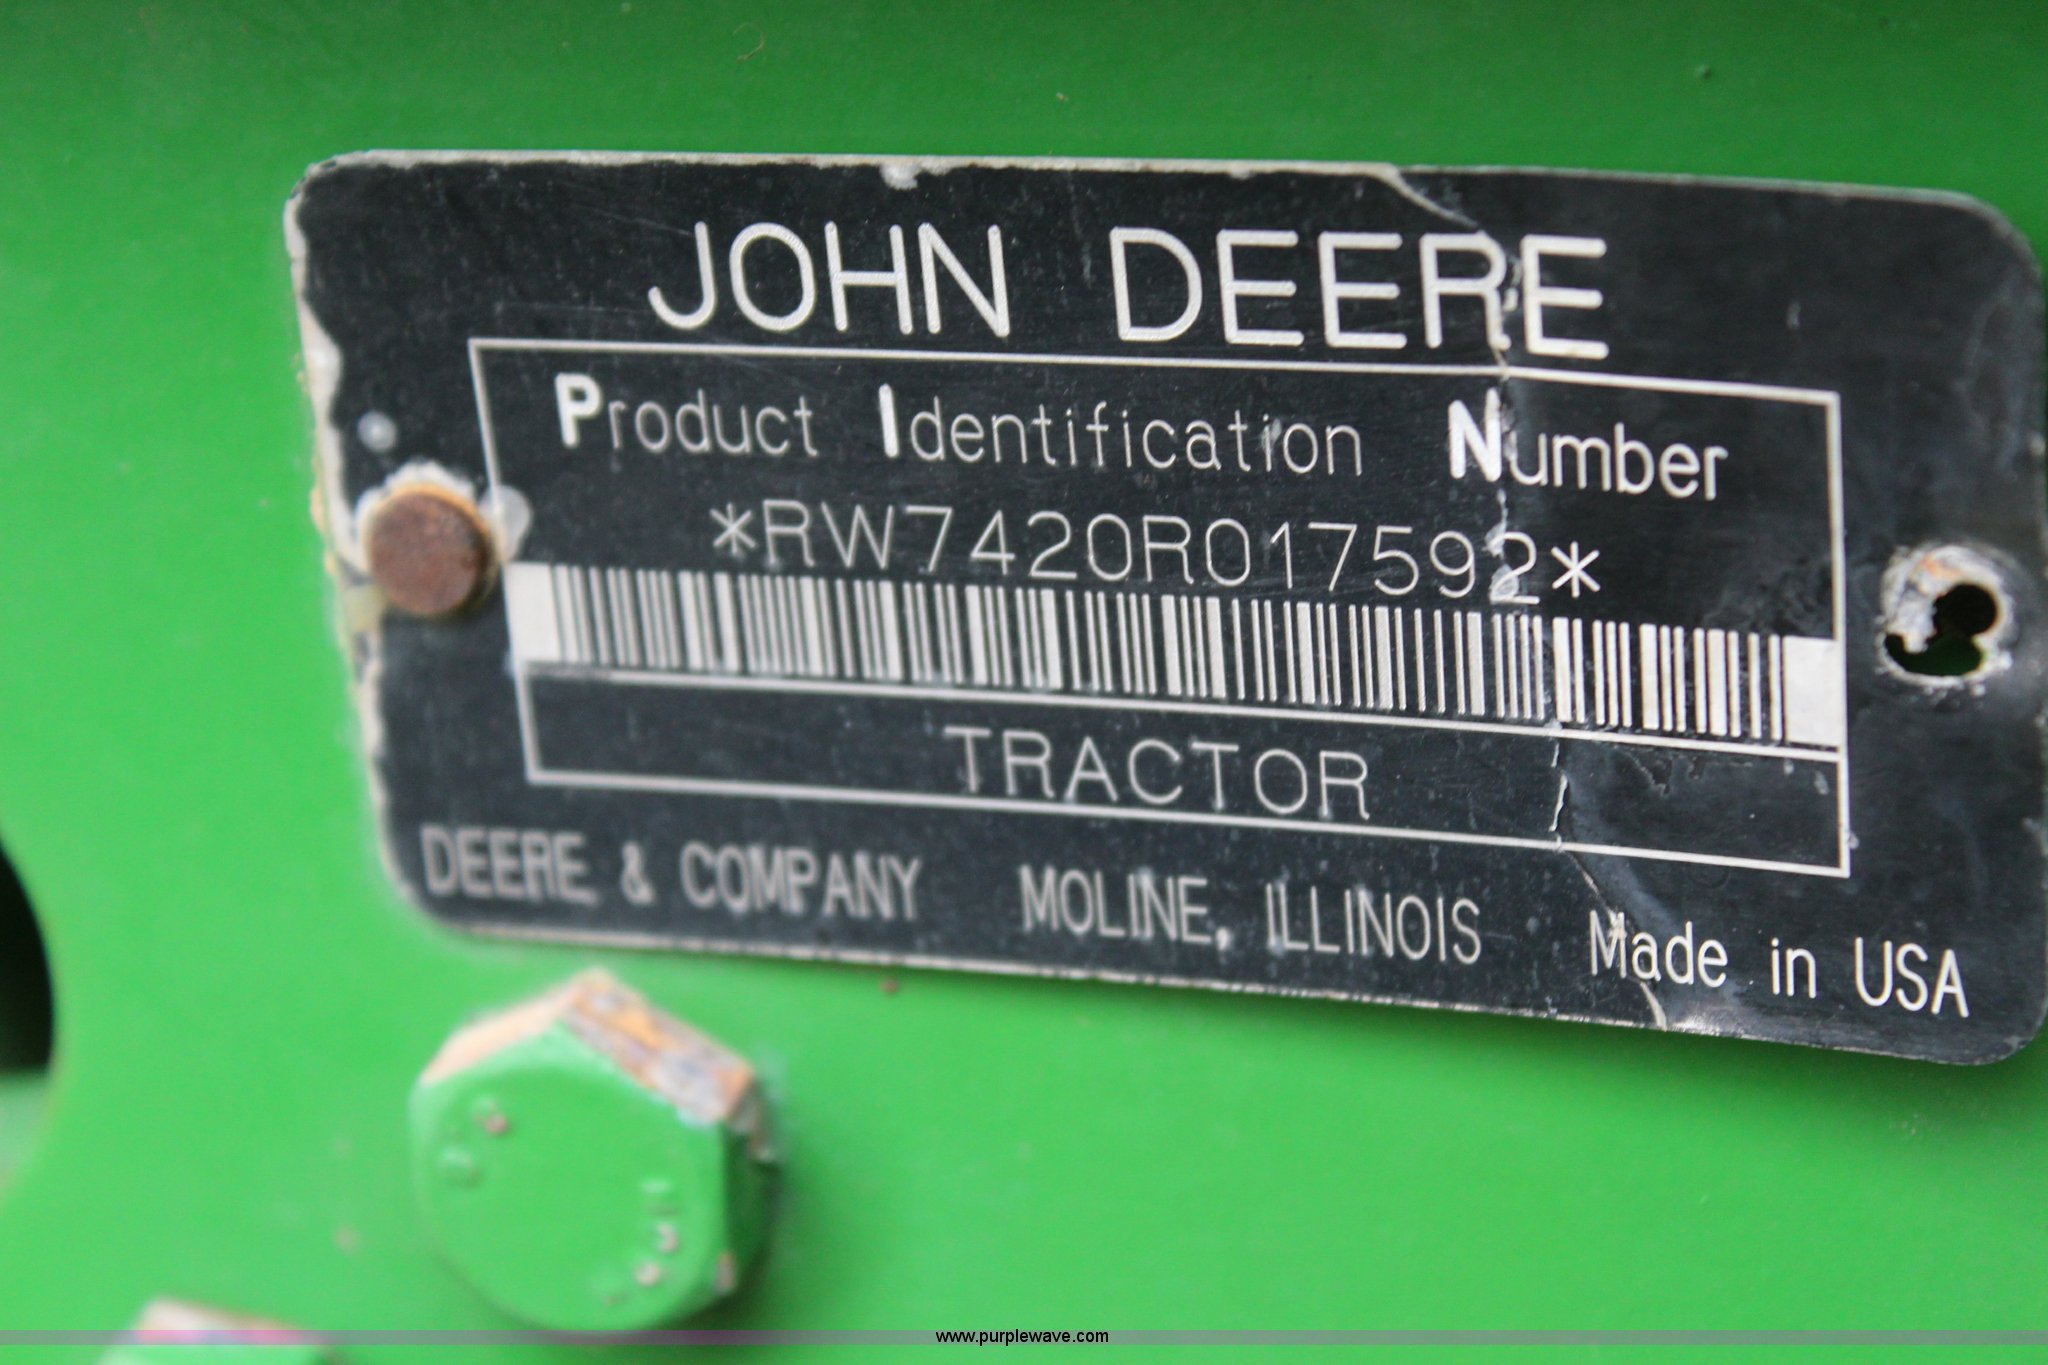 JOHN DEERE
Product Identification Number
*RW7420R017592*
TRACTOR
DEERE & COMPANY MOLINE, ILLINOIS Made in USA
www.purplewave.com